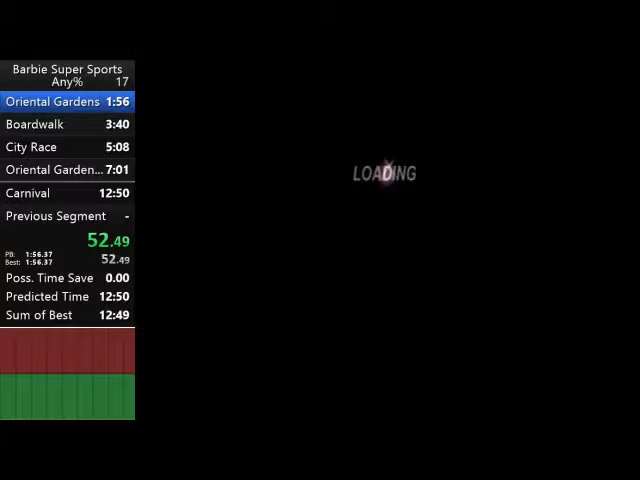 Barbie Super Sports
Any% 17
Oriental Gardens 1:56
Boardwalk 3:40
City Race 5:08
Oriental Garden... 7:01
Carnival 12:50
Previous Segment -
52.49
PB: 1:56.37
Best: 1:56.37 52.49
Poss. Time Save 0.00
Predicted Time 12:50
Sum of Best 12:49
LOADING